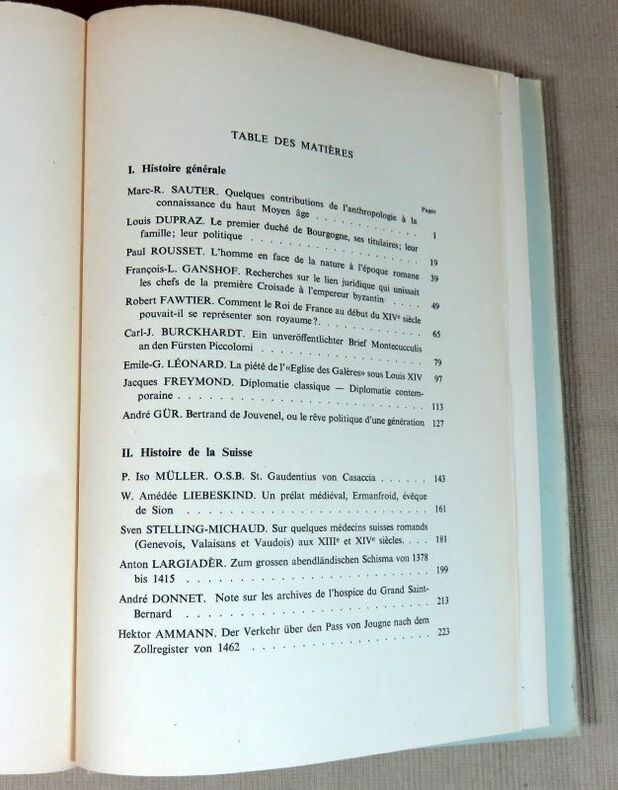 TABLE DES MATIÈRES
I. Histoire générale
Pages
Marc-R. SAUTER. Quelques contributions de l'anthropologie à la
connaissance du haut Moyen âge . . . . . . . . . . . . 1
Louis DUPRAZ. Le premier duché de Bourgogne, ses titulaires; leur
famille; leur politique . . . . . . . . . . . . . . . . . 19
Paul ROUSSET. L'homme en face de la nature à l'époque romane 39
François-L. GANSHOF. Recherches sur le lien juridique qui unissait
les chefs de la première Croisade à l'empereur byzantin . . . . . 49
Robert FAWTIER. Comment le Roi de France au début du XIVe siècle
pouvait-il se représenter son royaume?. . . . . . . . . . . . 65
Carl-J. BURCKHARDT. Ein unveröffentlichter Brief Montecucculis
an den Fürsten Piccolomi . . . . . . . . . . . . . . . . 79
Emile-G. LÉONARD. La piété de l'«Eglise des Galères» sous Louis XIV 97
Jacques FREYMOND. Diplomatie classique — Diplomatie contem-
poraine . . . . . . . . . . . . . . . . . . . . . . . 113
André GÜR. Bertrand de Jouvenel, ou le rêve politique d'une génération 127
II. Histoire de la Suisse
P. Iso MÜLLER. O.S.B. St. Gaudentius von Casaccia . . . . . . 143
W. Amédée LIEBESKIND. Un prélat médiéval, Ermanfroid, évêque
de Sion . . . . . . . . . . . . . . . . . . . . . . . 161
Sven STELLING-MICHAUD. Sur quelques médecins suisses romands
(Genevois, Valaisans et Vaudois) aux XIIIe et XIVe siècles. . . . 181
Anton LARGIADÈR. Zum grossen abendländischen Schisma von 1378
bis 1415 . . . . . . . . . . . . . . . . . . . . . . 199
André DONNET. Note sur les archives de l'hospice du Grand Saint-
Bernard . . . . . . . . . . . . . . . . . . . . . . . 213
Hektor AMMANN. Der Verkehr über den Pass von Jougne nach dem
Zollregister von 1462 . . . . . . . . . . . . . . . . . 223